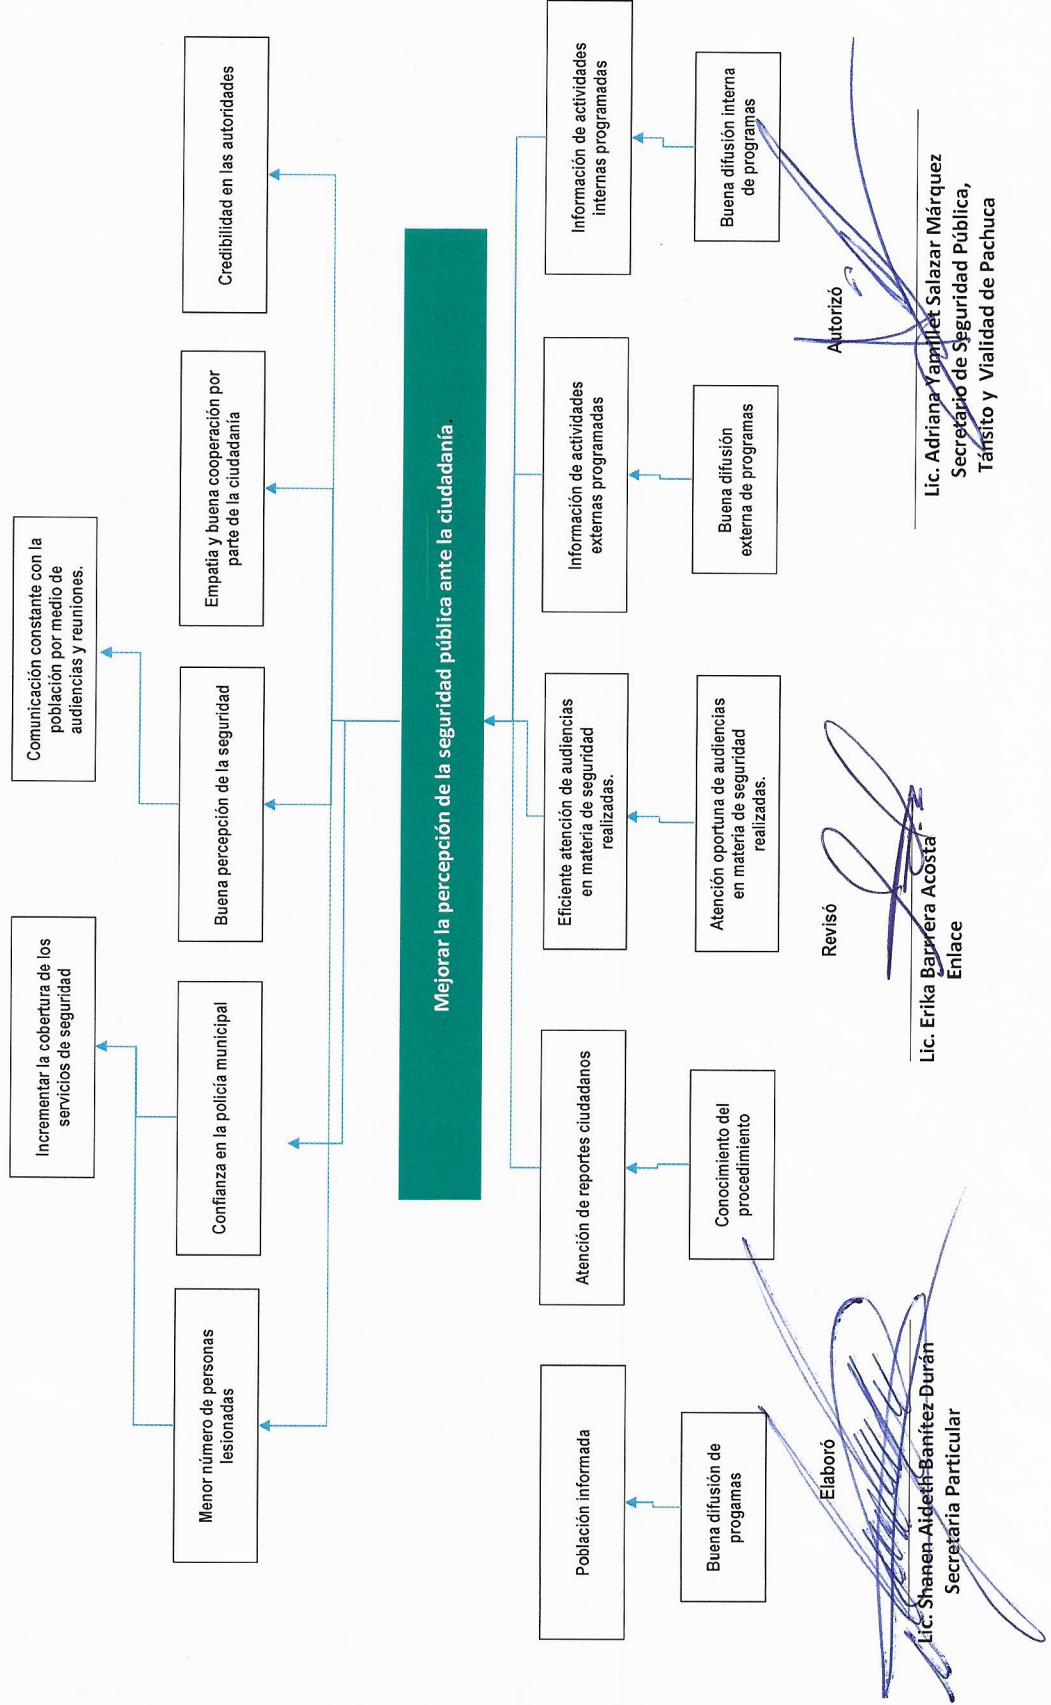 Incrementar la cobertura de los
servicios de seguridad
Comunicación constante con la
población por medio de
audiencias y reuniones.
Menor número de personas
lesionadas
Confianza en la policía municipal
Buena percepción de la seguridad
Empatia y buena cooperación por
parte de la ciudadanía
Credibilidad en las autoridades
Mejorar la percepción de la seguridad pública ante la ciudadanía.
Población informada
Atención de reportes ciudadanos
Eficiente atención de audiencias
en materia de seguridad
realizadas.
Información de actividades
externas programadas
Información de actividades
internas programadas
Buena difusión de
progamas
Conocimiento del
procedimiento
Atención oportuna de audiencias
en materia de seguridad
realizadas.
Buena difusión
externa de programas
Buena difusión interna
de programas
Elaboró
Lic. Shanen Aideth Banítez Durán
Secretaria Particular
Revisó
Lic. Erika Barrrera Acosta
Enlace
Autorizó
Lic. Adriana Yamillet Salazar Márquez
Secretario de Seguridad Pública,
Tánsito y Vialidad de Pachuca